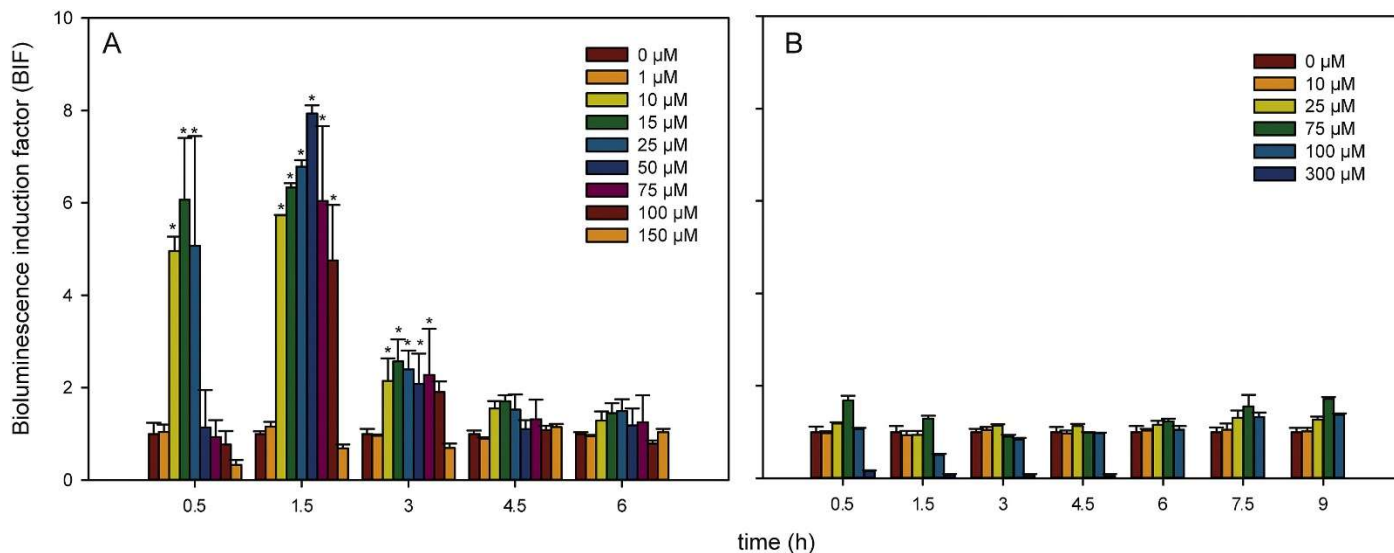 Bioluminescence induction factor (BIF)
10
8
6
4
2
0
A
0 µM
1 µM
10 µM
15 µM
25 µM
50 µM
75 µM
100 µM
150 µM
* * *
* * * * * *
* * * * *
0.5 1.5 3 4.5 6
B
0 µM
10 µM
25 µM
75 µM
100 µM
300 µM
0.5 1.5 3 4.5 6 7.5 9
time (h)